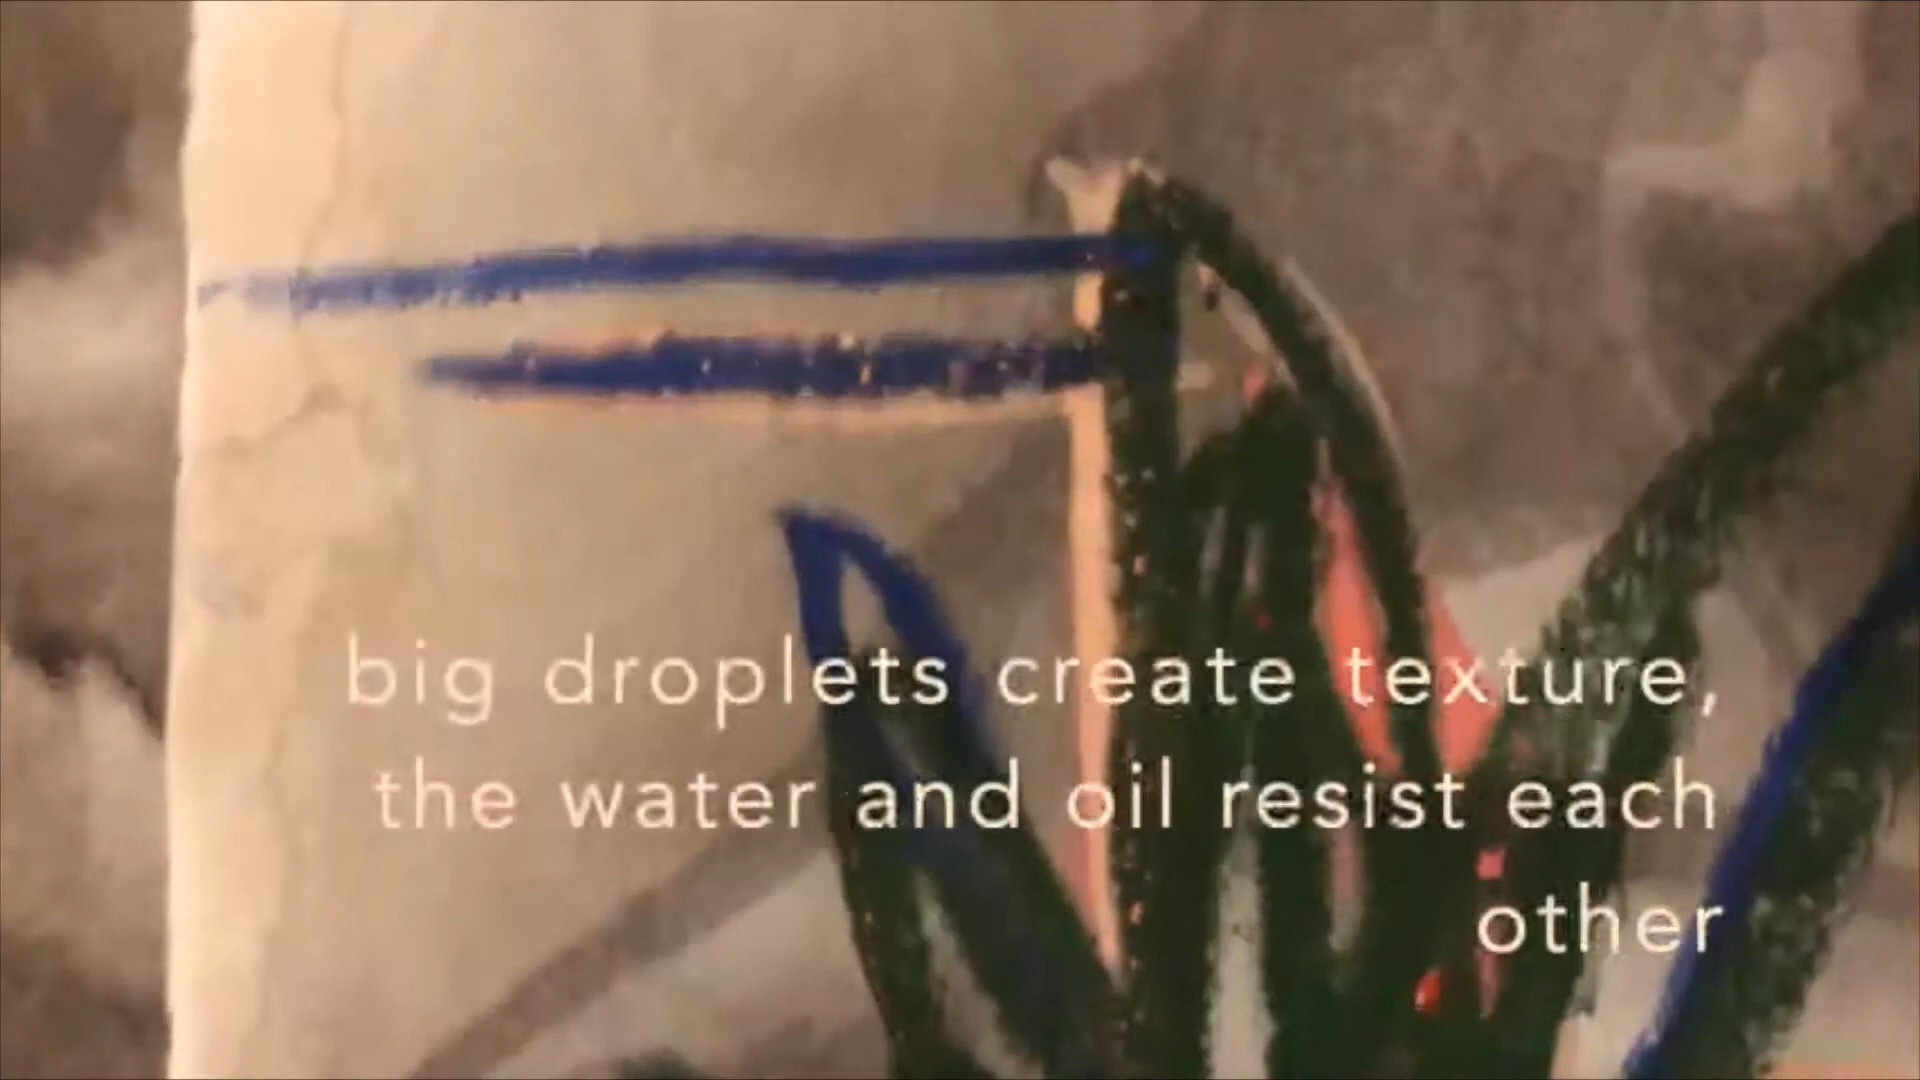 big droplets create texture,
the water and oil resist each
other